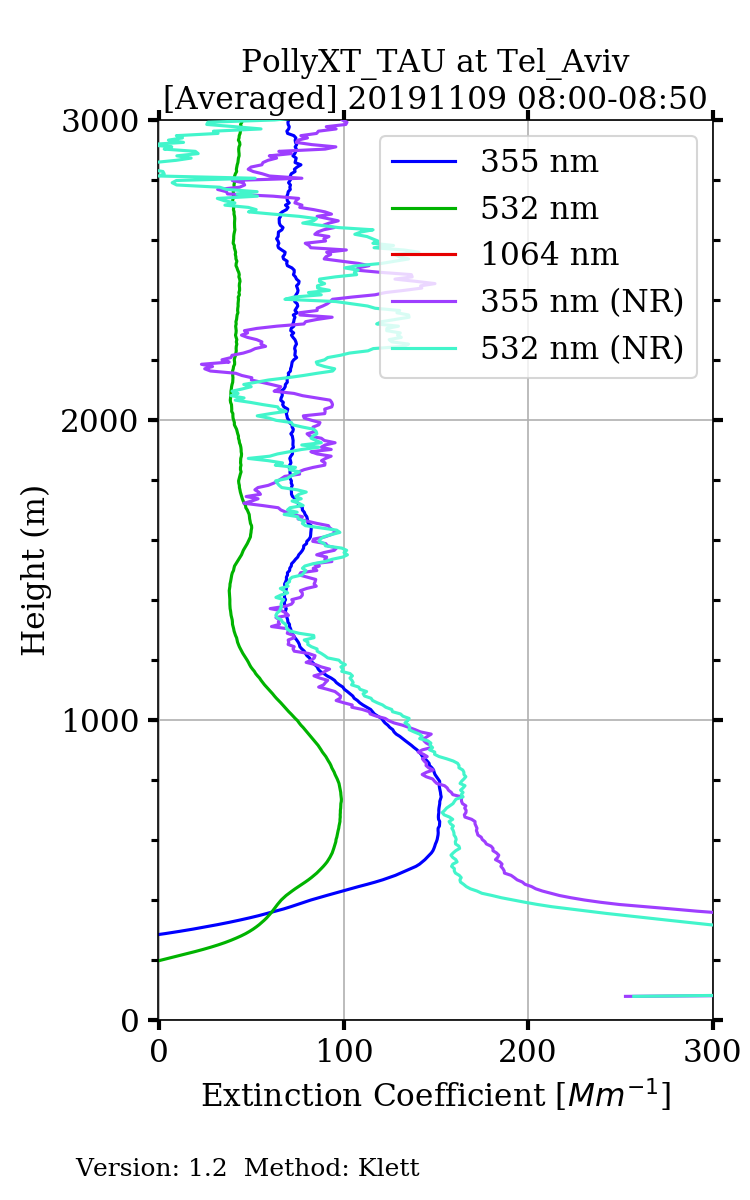 PollyXT_TAU at Tel_Aviv
[Averaged] 20191109 08:00-08:50
3000
355 nm
532 nm
1064 nm
355 nm (NR)
532 nm (NR)
2000
Height (m)
1000
0
0 100 200 300
Extinction Coefficient [Mm⁻¹]
Version: 1.2 Method: Klett